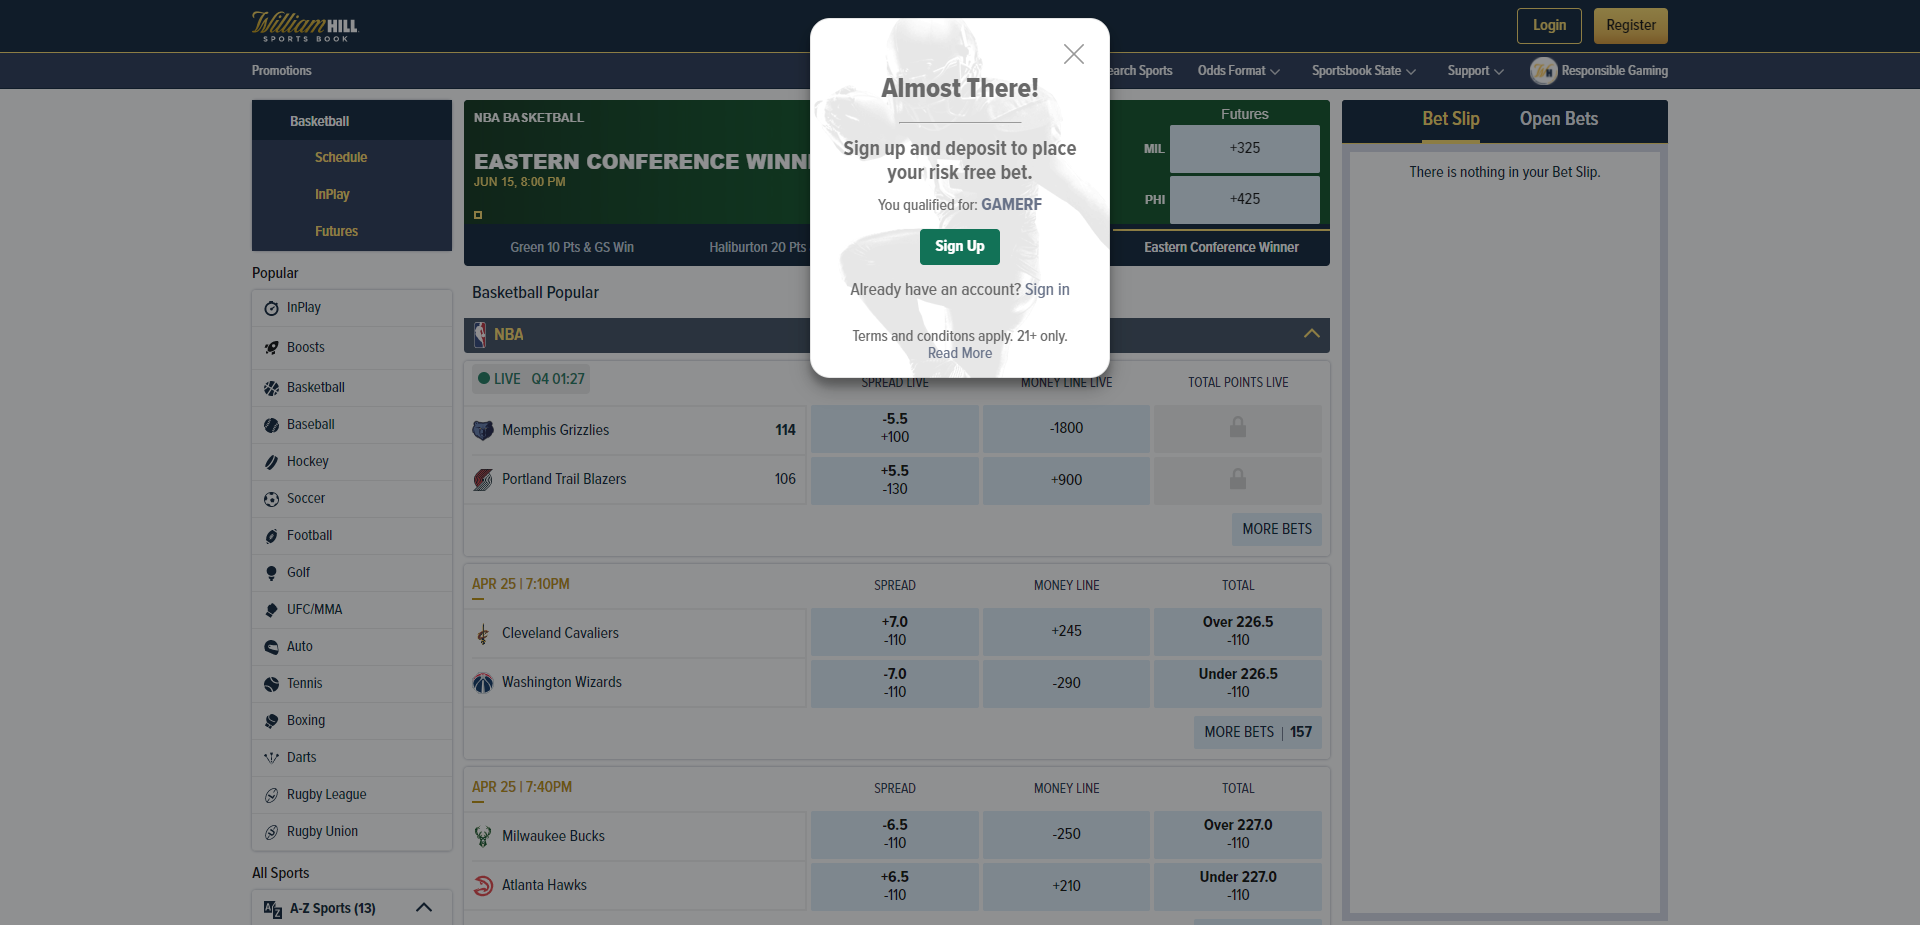 William HILL
SPORTS BOOK
Login
Register
Promotions
earch Sports
Odds Format
Sportsbook State
Support
Responsible Gaming
Almost There!
Sign up and deposit to place
your risk free bet.
You qualified for: GAMERF
Sign Up
Already have an account? Sign in
Terms and conditons apply. 21+ only.
Read More
Basketball
Schedule
InPlay
Futures
Popular
InPlay
Boosts
Basketball
Baseball
Hockey
Soccer
Football
Golf
UFC/MMA
Auto
Tennis
Boxing
Darts
Rugby League
Rugby Union
All Sports
A-Z Sports (13)
NBA BASKETBALL
EASTERN CONFERENCE WINN
JUN 15, 8:00 PM
Futures
MIL +325
PHI +425
Green 10 Pts & GS Win
Haliburton 20 Pts
Eastern Conference Winner
Basketball Popular
NBA
LIVE Q4 01:27
SPREAD LIVE
MONEY LINE LIVE
TOTAL POINTS LIVE
Memphis Grizzlies 114
-5.5
+100
-1800
Portland Trail Blazers 106
+5.5
-130
+900
MORE BETS
APR 25 | 7:10PM
SPREAD
MONEY LINE
TOTAL
Cleveland Cavaliers
+7.0
-110
+245
Over 226.5
-110
Washington Wizards
-7.0
-110
-290
Under 226.5
-110
MORE BETS | 157
APR 25 | 7:40PM
SPREAD
MONEY LINE
TOTAL
Milwaukee Bucks
-6.5
-110
-250
Over 227.0
-110
Atlanta Hawks
+6.5
-110
+210
Under 227.0
-110
Bet Slip
Open Bets
There is nothing in your Bet Slip.